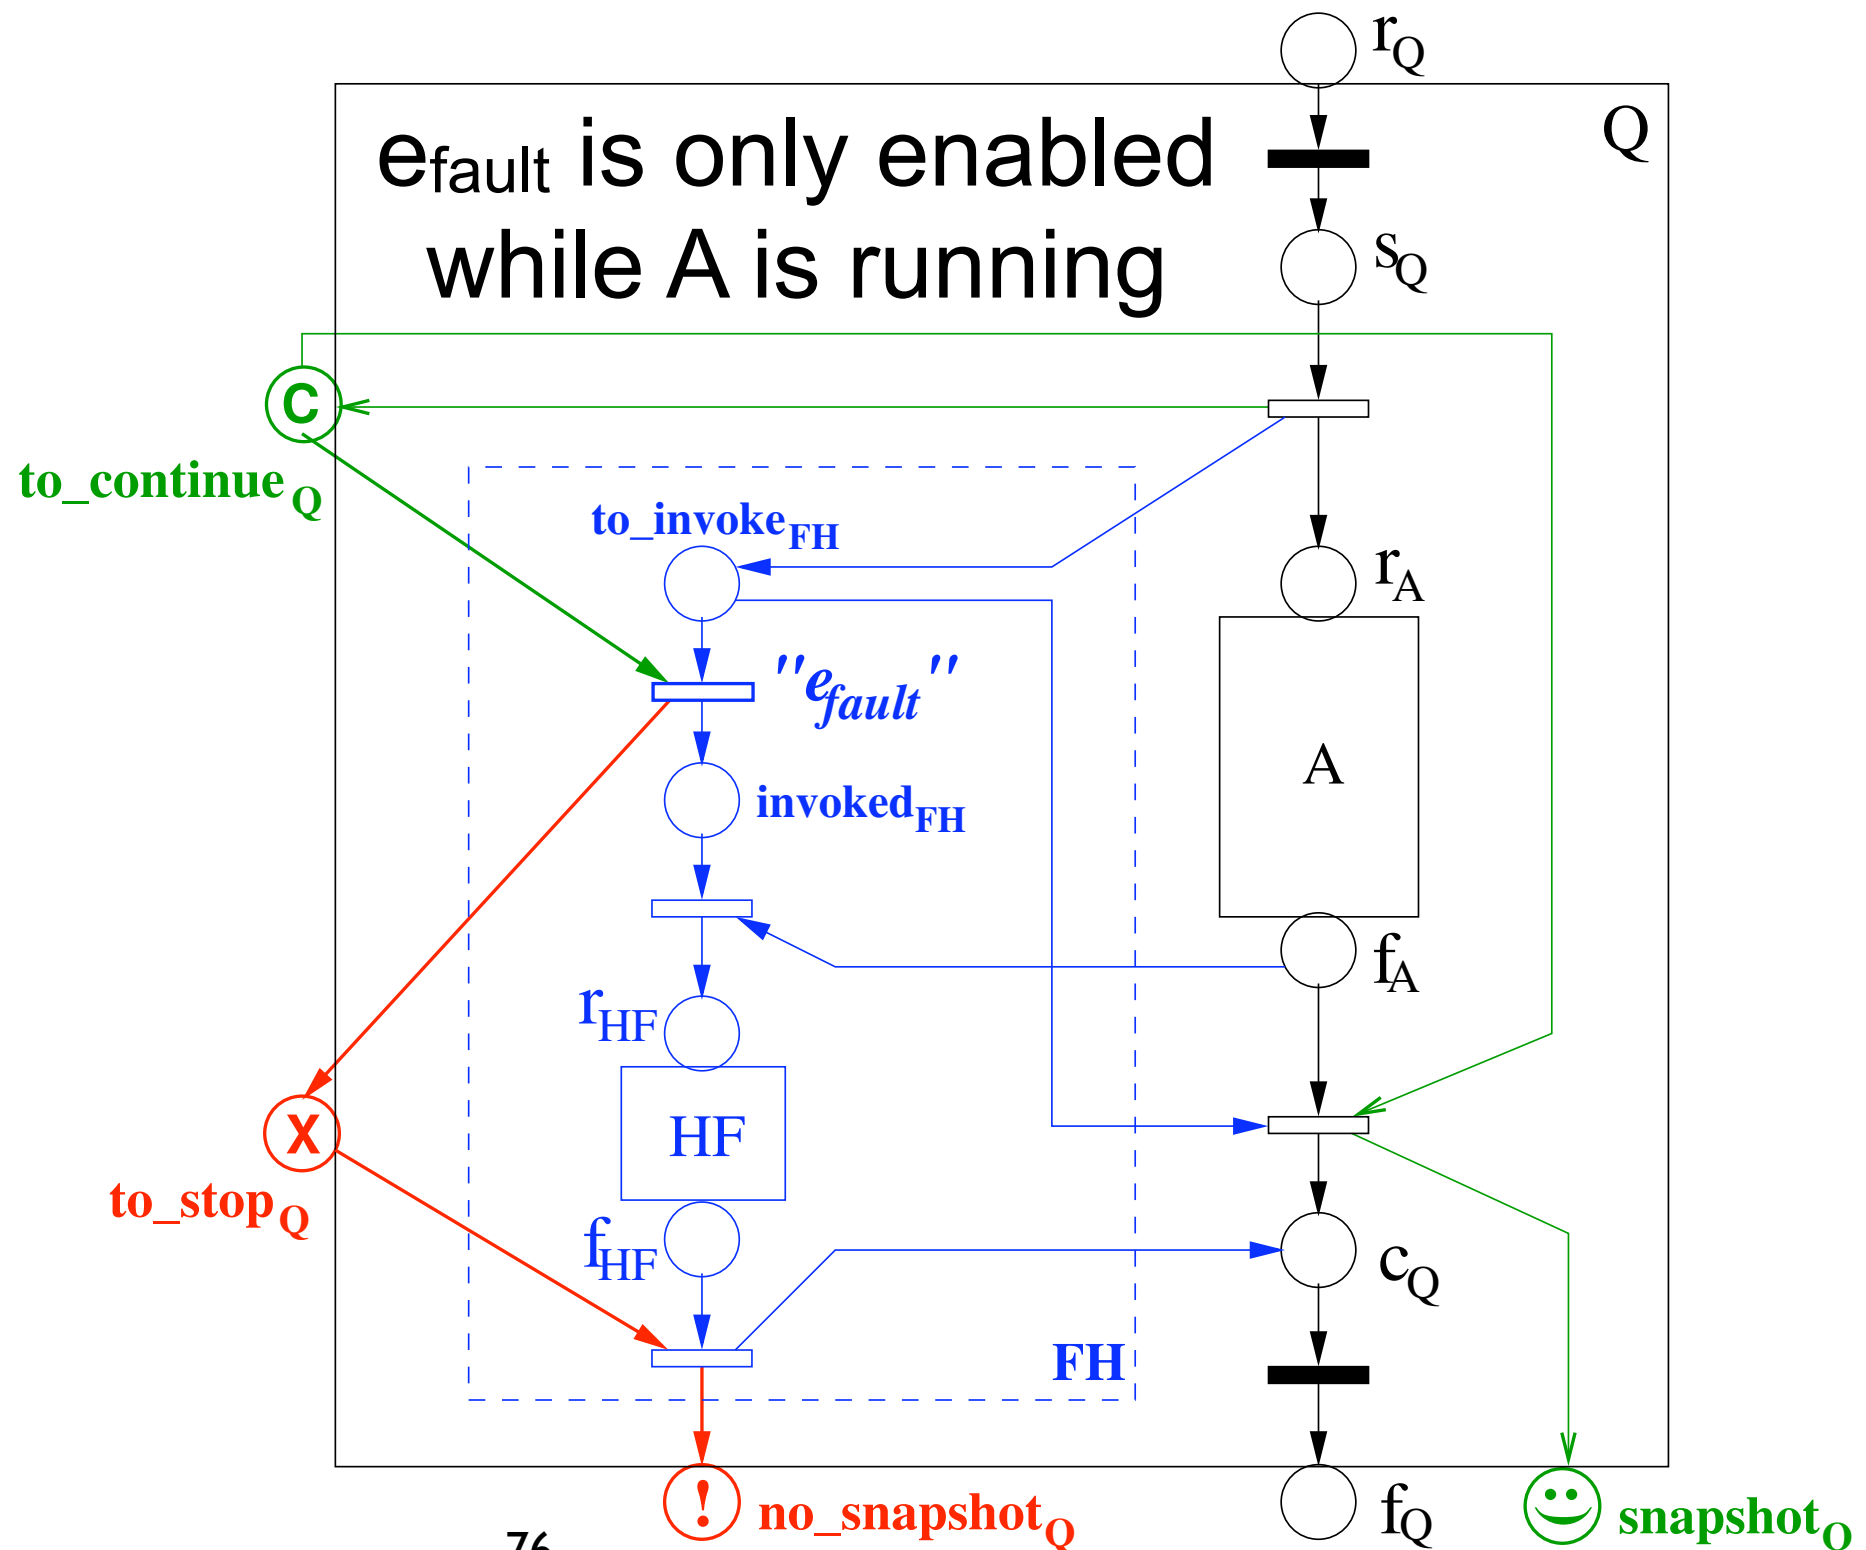 r_Q
Q
e_fault is only enabled
while A is running
s_Q
C
to_continue_Q
to_invoke_FH
r_A
"e_fault"
A
invoked_FH
f_A
r_HF
HF
X
to_stop_Q
f_HF
c_Q
FH
!
no_snapshot_Q
f_Q
snapshot_Q
76